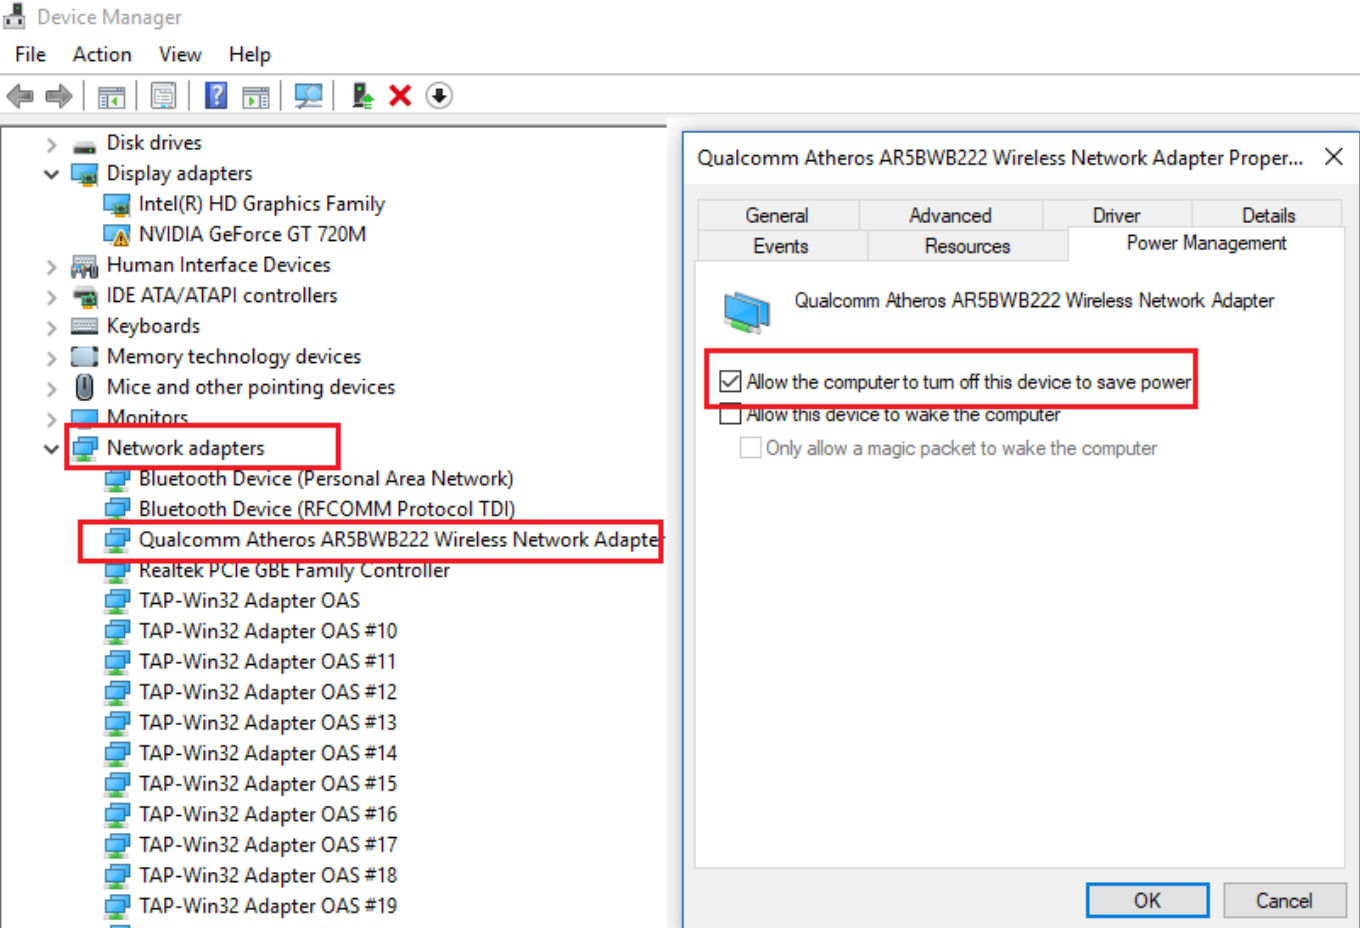 Device Manager
File Action View Help
Disk drives
Display adapters
Intel(R) HD Graphics Family
NVIDIA GeForce GT 720M
Human Interface Devices
IDE ATA/ATAPI controllers
Keyboards
Memory technology devices
Mice and other pointing devices
Monitors
Network adapters
Bluetooth Device (Personal Area Network)
Bluetooth Device (RFCOMM Protocol TDI)
Qualcomm Atheros AR5BWB222 Wireless Network Adapter
Realtek PCIe GBE Family Controller
TAP-Win32 Adapter OAS
TAP-Win32 Adapter OAS #10
TAP-Win32 Adapter OAS #11
TAP-Win32 Adapter OAS #12
TAP-Win32 Adapter OAS #13
TAP-Win32 Adapter OAS #14
TAP-Win32 Adapter OAS #15
TAP-Win32 Adapter OAS #16
TAP-Win32 Adapter OAS #17
TAP-Win32 Adapter OAS #18
TAP-Win32 Adapter OAS #19
Qualcomm Atheros AR5BWB222 Wireless Network Adapter Proper...
General Advanced Driver Details
Events Resources Power Management
Qualcomm Atheros AR5BWB222 Wireless Network Adapter
Allow the computer to turn off this device to save power
Allow this device to wake the computer
Only allow a magic packet to wake the computer
OK Cancel